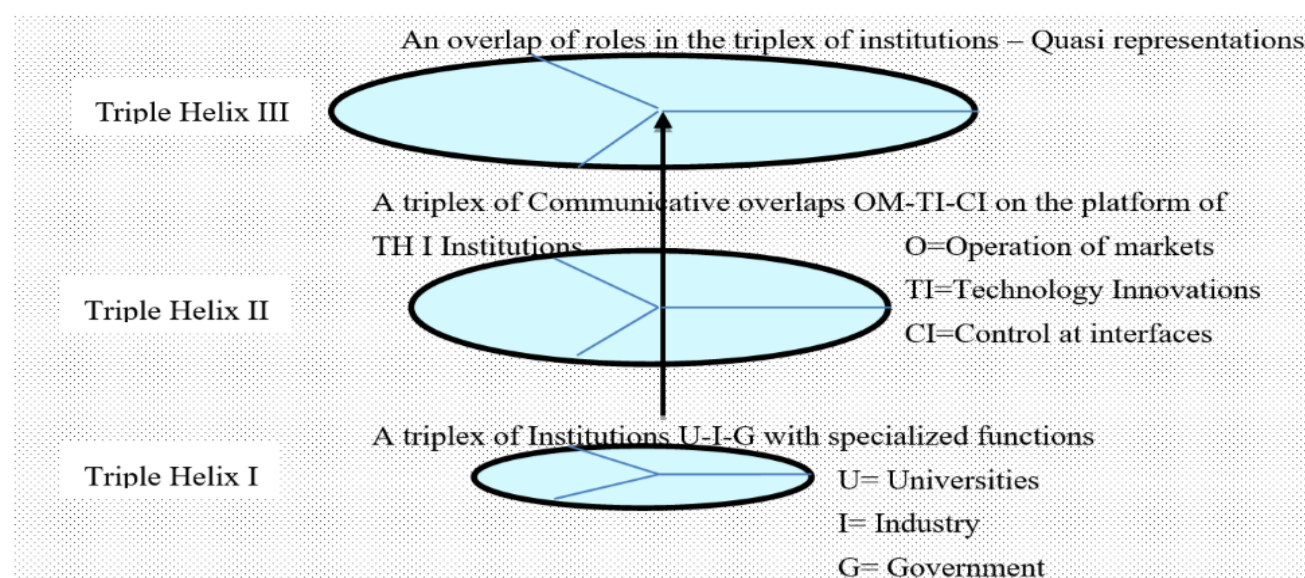 An overlap of roles in the triplex of institutions – Quasi representations
Triple Helix III
A triplex of Communicative overlaps OM-TI-CI on the platform of
TH I Institutions
O=Operation of markets
Triple Helix II
TI=Technology Innovations
CI=Control at interfaces
A triplex of Institutions U-I-G with specialized functions
Triple Helix I
U= Universities
I= Industry
G= Government